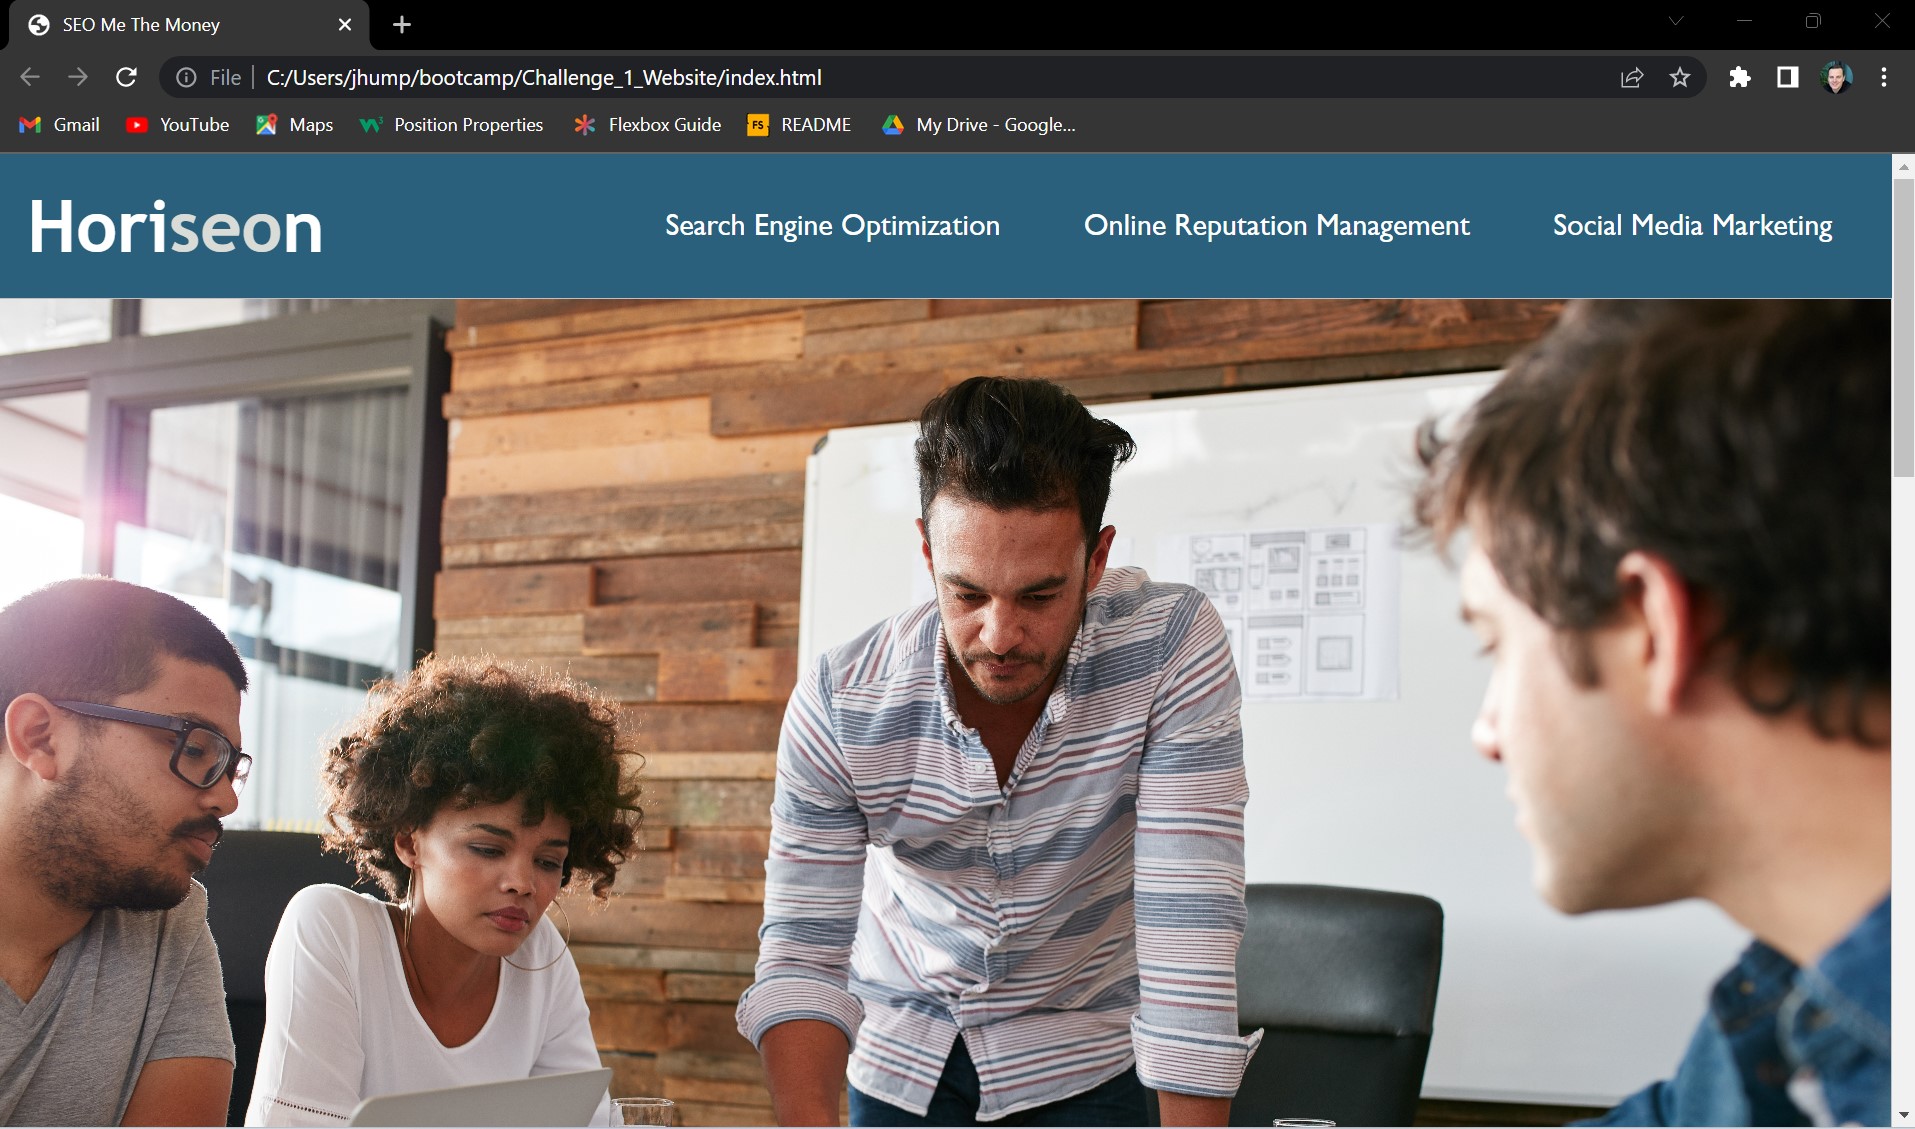 SEO Me The Money
File C:/Users/jhump/bootcamp/Challenge_1_Website/index.html
Gmail YouTube Maps Position Properties FS README Flexbox Guide My Drive - Google...
Horiseon Search Engine Optimization Online Reputation Management Social Media Marketing